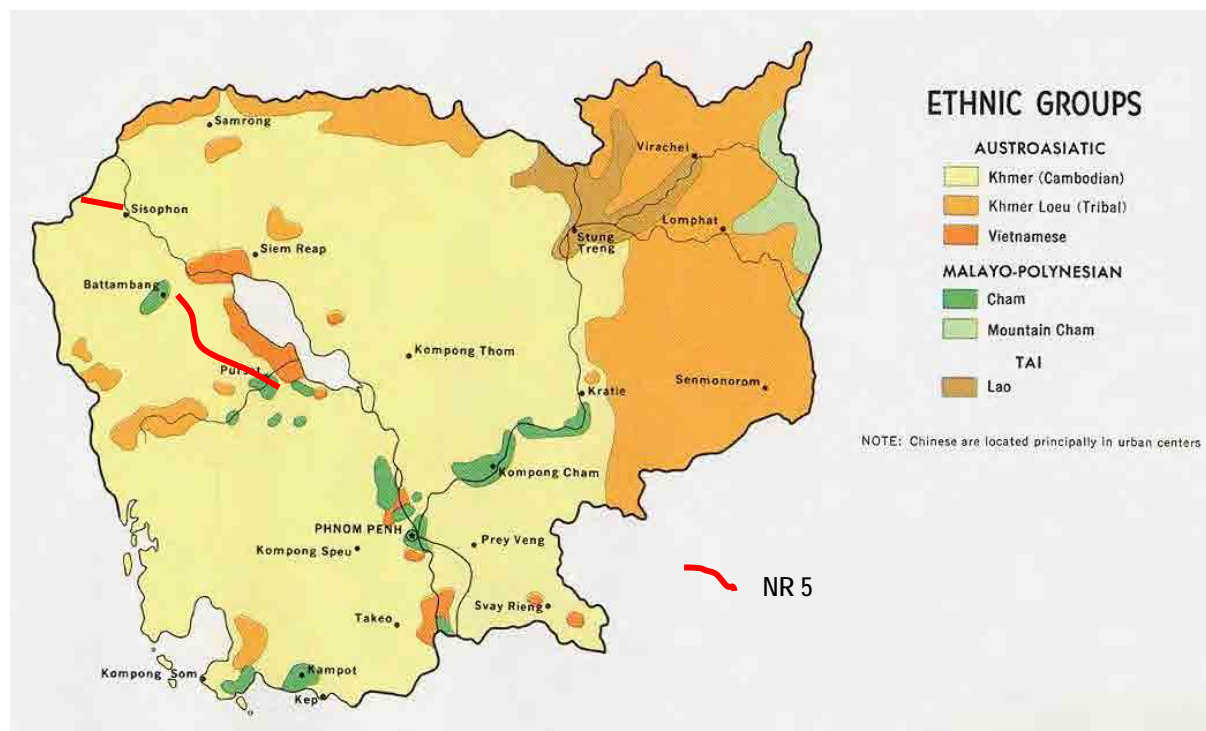 ETHNIC GROUPS
AUSTROASIATIC
Khmer (Cambodian)
Khmer Loeu (Tribal)
Vietnamese
MALAYO-POLYNESIAN
Cham
Mountain Cham
TAI
Lao
NOTE: Chinese are located principally in urban centers
Samrong
Virachei
Sisophon
Siem Reap
Stung
Treng
Lomphat
Battambang
Kompong Thom
Pursat
Kratie
Senmonorom
Kompong Cham
PHNOM PENH
Kompong Speu
Prey Veng
NR 5
Takeo
Svay Rieng
Kompong Som
Kampot
Kep